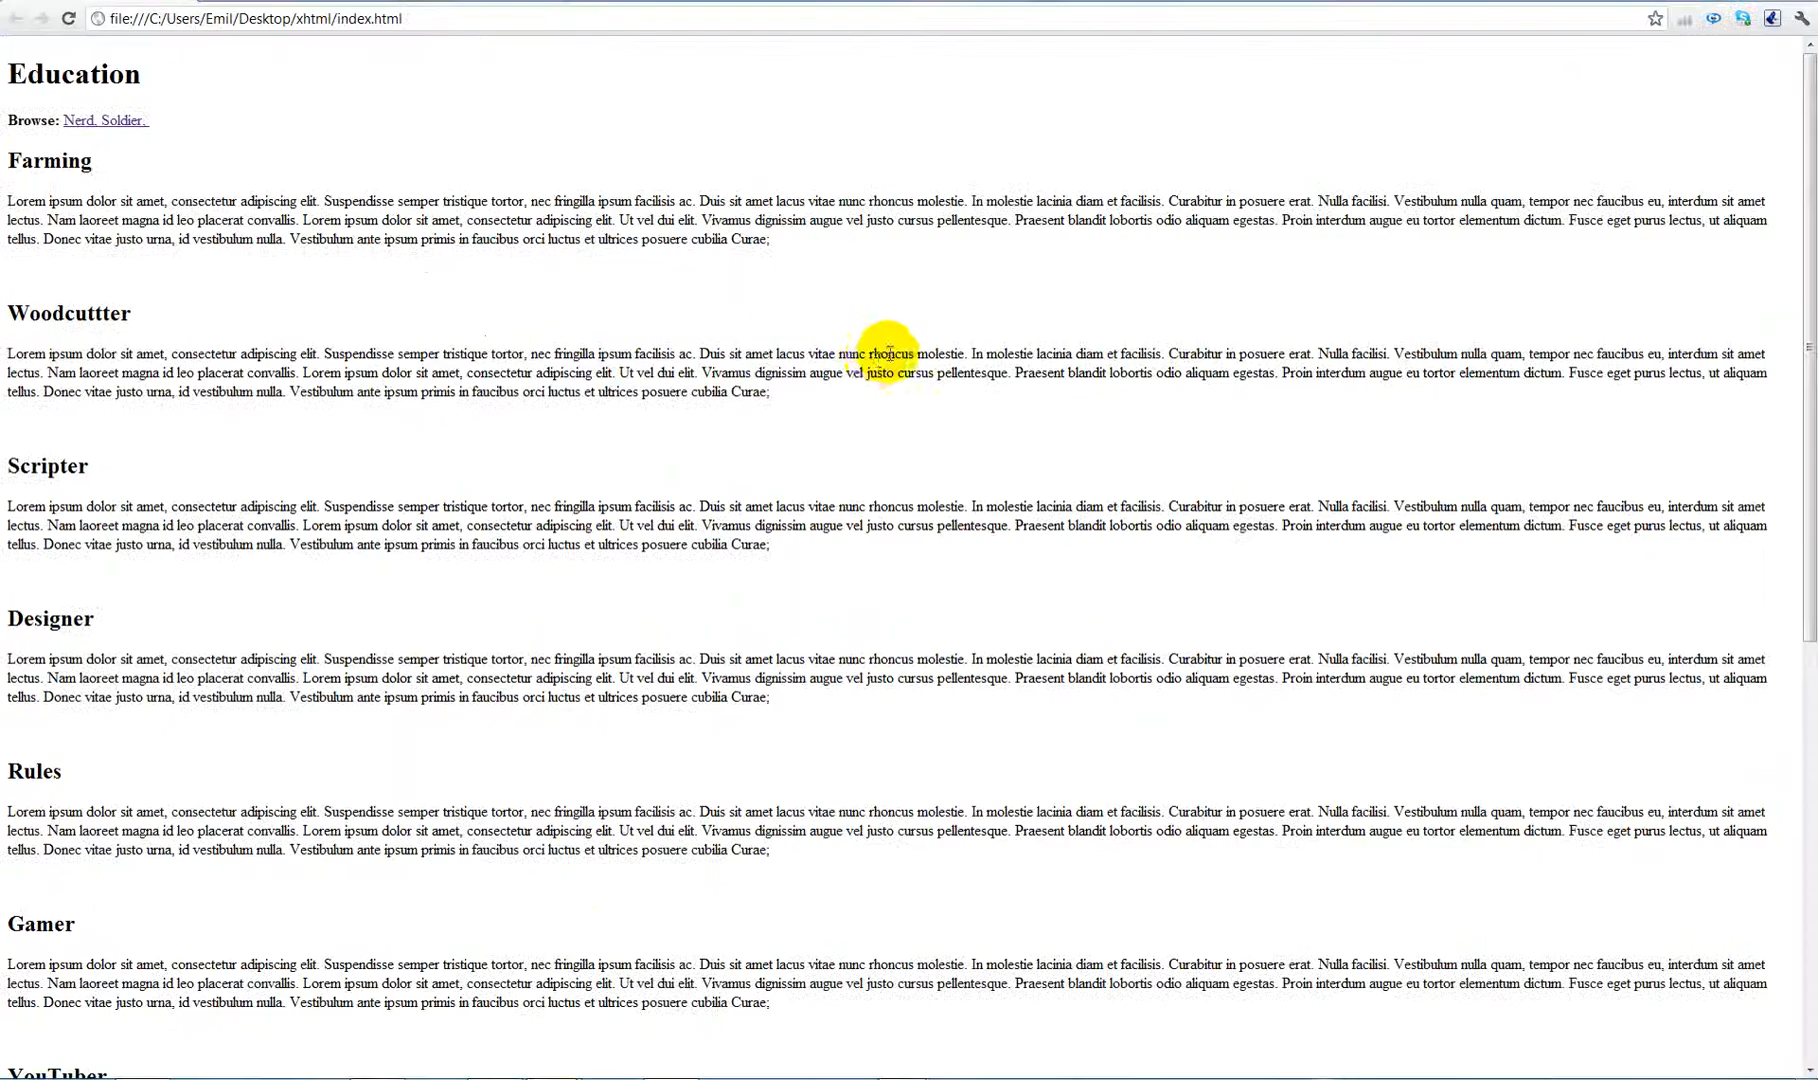 file:///C:/Users/Emil/Desktop/xhtml/index.html
Education
Browse: Nerd. Soldier.
Farming
Lorem ipsum dolor sit amet, consectetur adipiscing elit. Suspendisse semper tristique tortor, nec fringilla ipsum facilisis ac. Duis sit amet lacus vitae nunc rhoncus molestie. In molestie lacinia diam et facilisis. Curabitur in posuere erat. Nulla facilisi. Vestibulum nulla quam, tempor nec faucibus eu, interdum sit amet
lectus. Nam laoreet magna id leo placerat convallis. Lorem ipsum dolor sit amet, consectetur adipiscing elit. Ut vel dui elit. Vivamus dignissim augue vel justo cursus pellentesque. Praesent blandit lobortis odio aliquam egestas. Proin interdum augue eu tortor elementum dictum. Fusce eget purus lectus, ut aliquam
tellus. Donec vitae justo urna, id vestibulum nulla. Vestibulum ante ipsum primis in faucibus orci luctus et ultrices posuere cubilia Curae;
Woodcuttter
Lorem ipsum dolor sit amet, consectetur adipiscing elit. Suspendisse semper tristique tortor, nec fringilla ipsum facilisis ac. Duis sit amet lacus vitae nunc rhoncus molestie. In molestie lacinia diam et facilisis. Curabitur in posuere erat. Nulla facilisi. Vestibulum nulla quam, tempor nec faucibus eu, interdum sit amet
lectus. Nam laoreet magna id leo placerat convallis. Lorem ipsum dolor sit amet, consectetur adipiscing elit. Ut vel dui elit. Vivamus dignissim augue vel justo cursus pellentesque. Praesent blandit lobortis odio aliquam egestas. Proin interdum augue eu tortor elementum dictum. Fusce eget purus lectus, ut aliquam
tellus. Donec vitae justo urna, id vestibulum nulla. Vestibulum ante ipsum primis in faucibus orci luctus et ultrices posuere cubilia Curae;
Scripter
Lorem ipsum dolor sit amet, consectetur adipiscing elit. Suspendisse semper tristique tortor, nec fringilla ipsum facilisis ac. Duis sit amet lacus vitae nunc rhoncus molestie. In molestie lacinia diam et facilisis. Curabitur in posuere erat. Nulla facilisi. Vestibulum nulla quam, tempor nec faucibus eu, interdum sit amet
lectus. Nam laoreet magna id leo placerat convallis. Lorem ipsum dolor sit amet, consectetur adipiscing elit. Ut vel dui elit. Vivamus dignissim augue vel justo cursus pellentesque. Praesent blandit lobortis odio aliquam egestas. Proin interdum augue eu tortor elementum dictum. Fusce eget purus lectus, ut aliquam
tellus. Donec vitae justo urna, id vestibulum nulla. Vestibulum ante ipsum primis in faucibus orci luctus et ultrices posuere cubilia Curae;
Designer
Lorem ipsum dolor sit amet, consectetur adipiscing elit. Suspendisse semper tristique tortor, nec fringilla ipsum facilisis ac. Duis sit amet lacus vitae nunc rhoncus molestie. In molestie lacinia diam et facilisis. Curabitur in posuere erat. Nulla facilisi. Vestibulum nulla quam, tempor nec faucibus eu, interdum sit amet
lectus. Nam laoreet magna id leo placerat convallis. Lorem ipsum dolor sit amet, consectetur adipiscing elit. Ut vel dui elit. Vivamus dignissim augue vel justo cursus pellentesque. Praesent blandit lobortis odio aliquam egestas. Proin interdum augue eu tortor elementum dictum. Fusce eget purus lectus, ut aliquam
tellus. Donec vitae justo urna, id vestibulum nulla. Vestibulum ante ipsum primis in faucibus orci luctus et ultrices posuere cubilia Curae;
Rules
Lorem ipsum dolor sit amet, consectetur adipiscing elit. Suspendisse semper tristique tortor, nec fringilla ipsum facilisis ac. Duis sit amet lacus vitae nunc rhoncus molestie. In molestie lacinia diam et facilisis. Curabitur in posuere erat. Nulla facilisi. Vestibulum nulla quam, tempor nec faucibus eu, interdum sit amet
lectus. Nam laoreet magna id leo placerat convallis. Lorem ipsum dolor sit amet, consectetur adipiscing elit. Ut vel dui elit. Vivamus dignissim augue vel justo cursus pellentesque. Praesent blandit lobortis odio aliquam egestas. Proin interdum augue eu tortor elementum dictum. Fusce eget purus lectus, ut aliquam
tellus. Donec vitae justo urna, id vestibulum nulla. Vestibulum ante ipsum primis in faucibus orci luctus et ultrices posuere cubilia Curae;
Gamer
Lorem ipsum dolor sit amet, consectetur adipiscing elit. Suspendisse semper tristique tortor, nec fringilla ipsum facilisis ac. Duis sit amet lacus vitae nunc rhoncus molestie. In molestie lacinia diam et facilisis. Curabitur in posuere erat. Nulla facilisi. Vestibulum nulla quam, tempor nec faucibus eu, interdum sit amet
lectus. Nam laoreet magna id leo placerat convallis. Lorem ipsum dolor sit amet, consectetur adipiscing elit. Ut vel dui elit. Vivamus dignissim augue vel justo cursus pellentesque. Praesent blandit lobortis odio aliquam egestas. Proin interdum augue eu tortor elementum dictum. Fusce eget purus lectus, ut aliquam
tellus. Donec vitae justo urna, id vestibulum nulla. Vestibulum ante ipsum primis in faucibus orci luctus et ultrices posuere cubilia Curae;
YouTuber